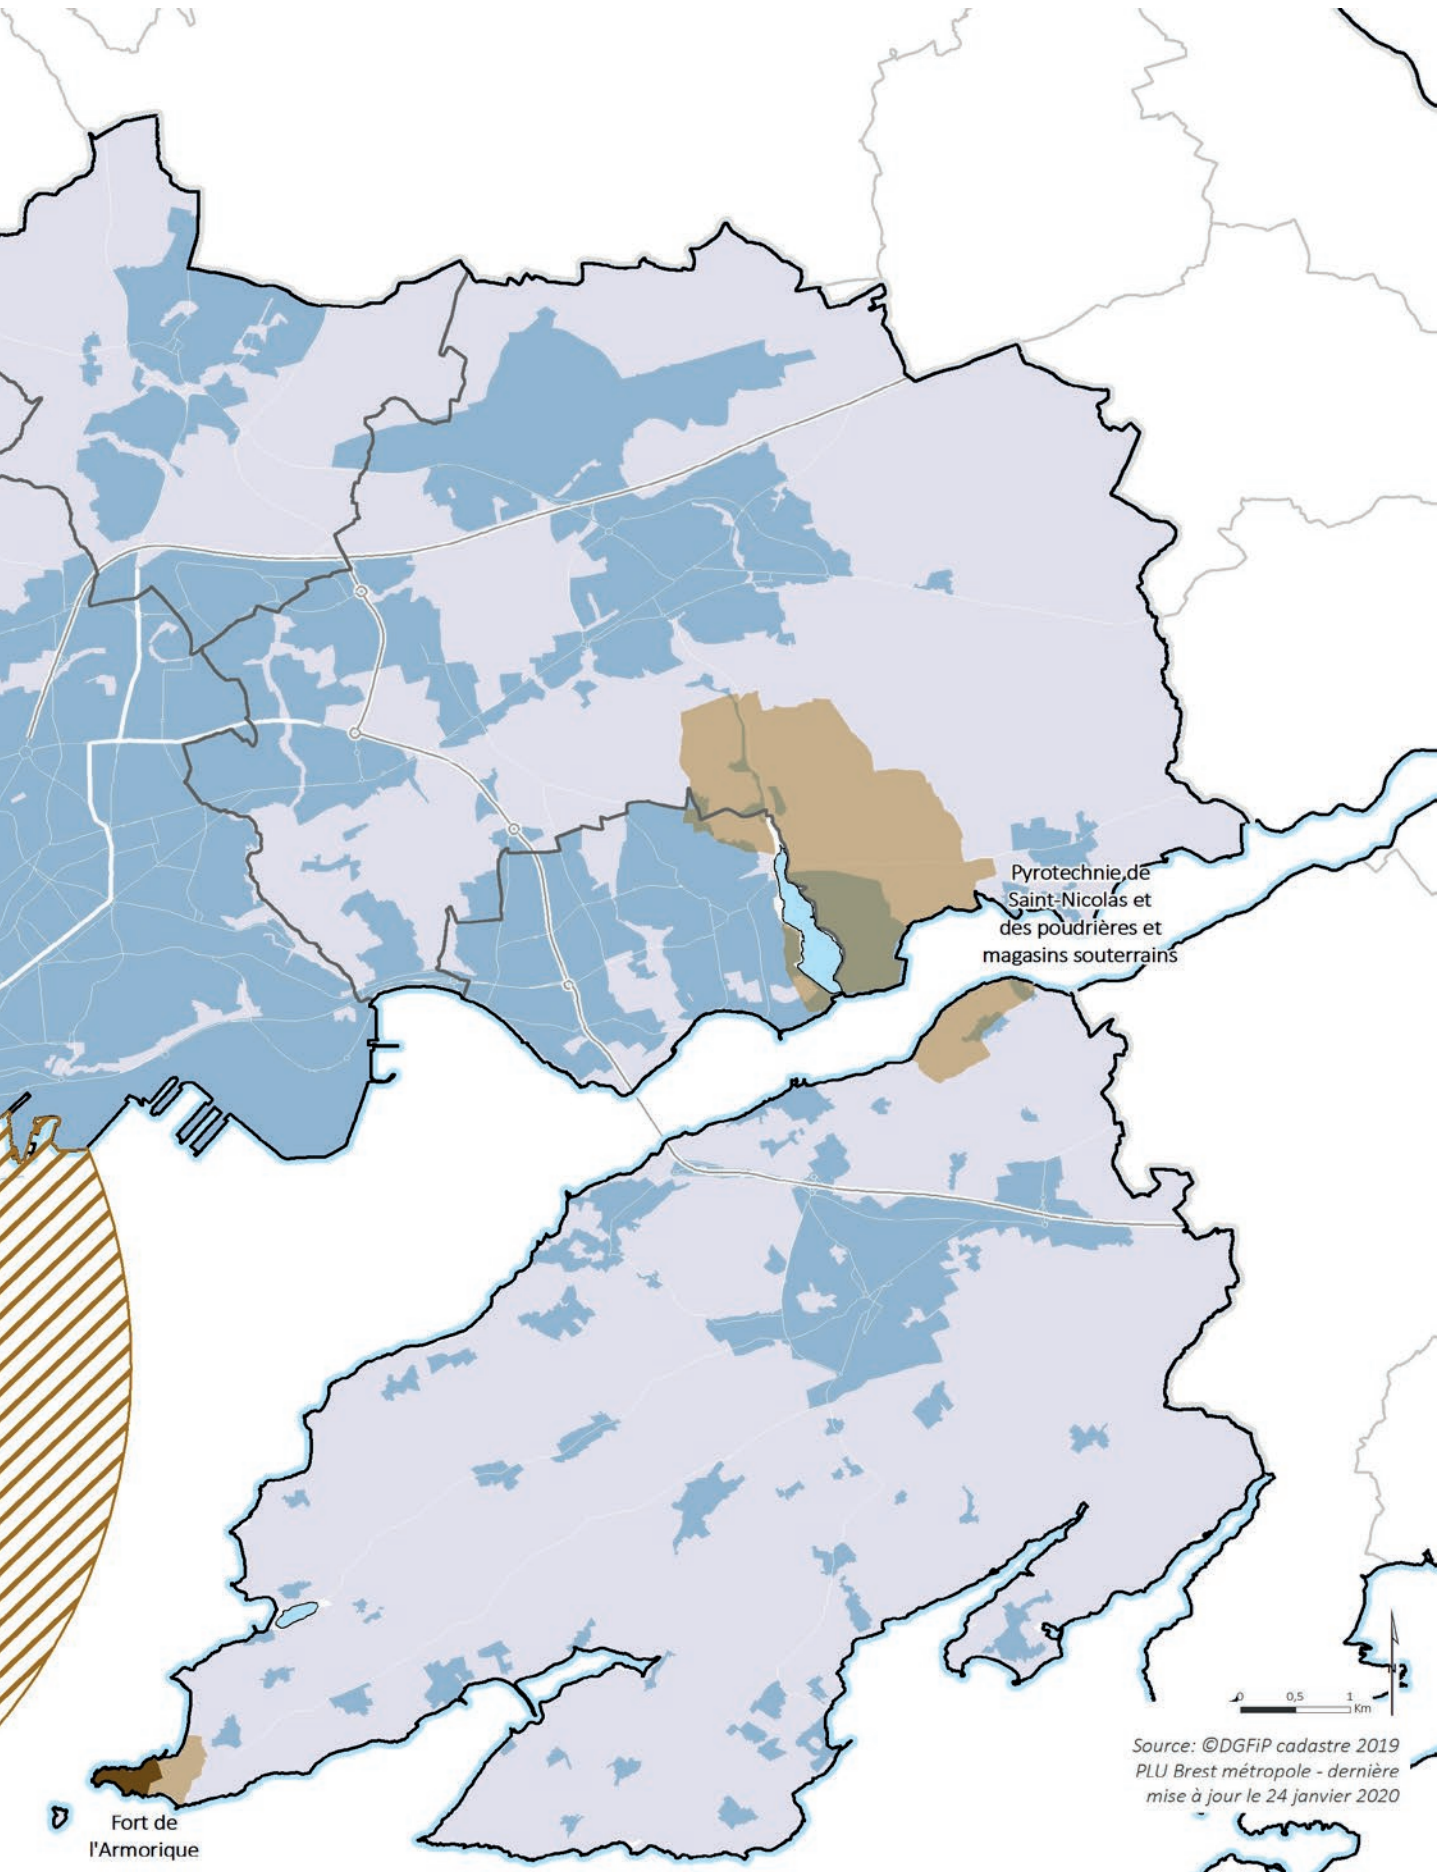 Pyrotechnie de
Saint-Nicolas et
des poudrières et
magasins souterrains
0 0,5 1
Km
N
Source: ©DGFiP cadastre 2019
PLU Brest métropole - dernière
mise à jour le 24 janvier 2020
Fort de
l'Armorique